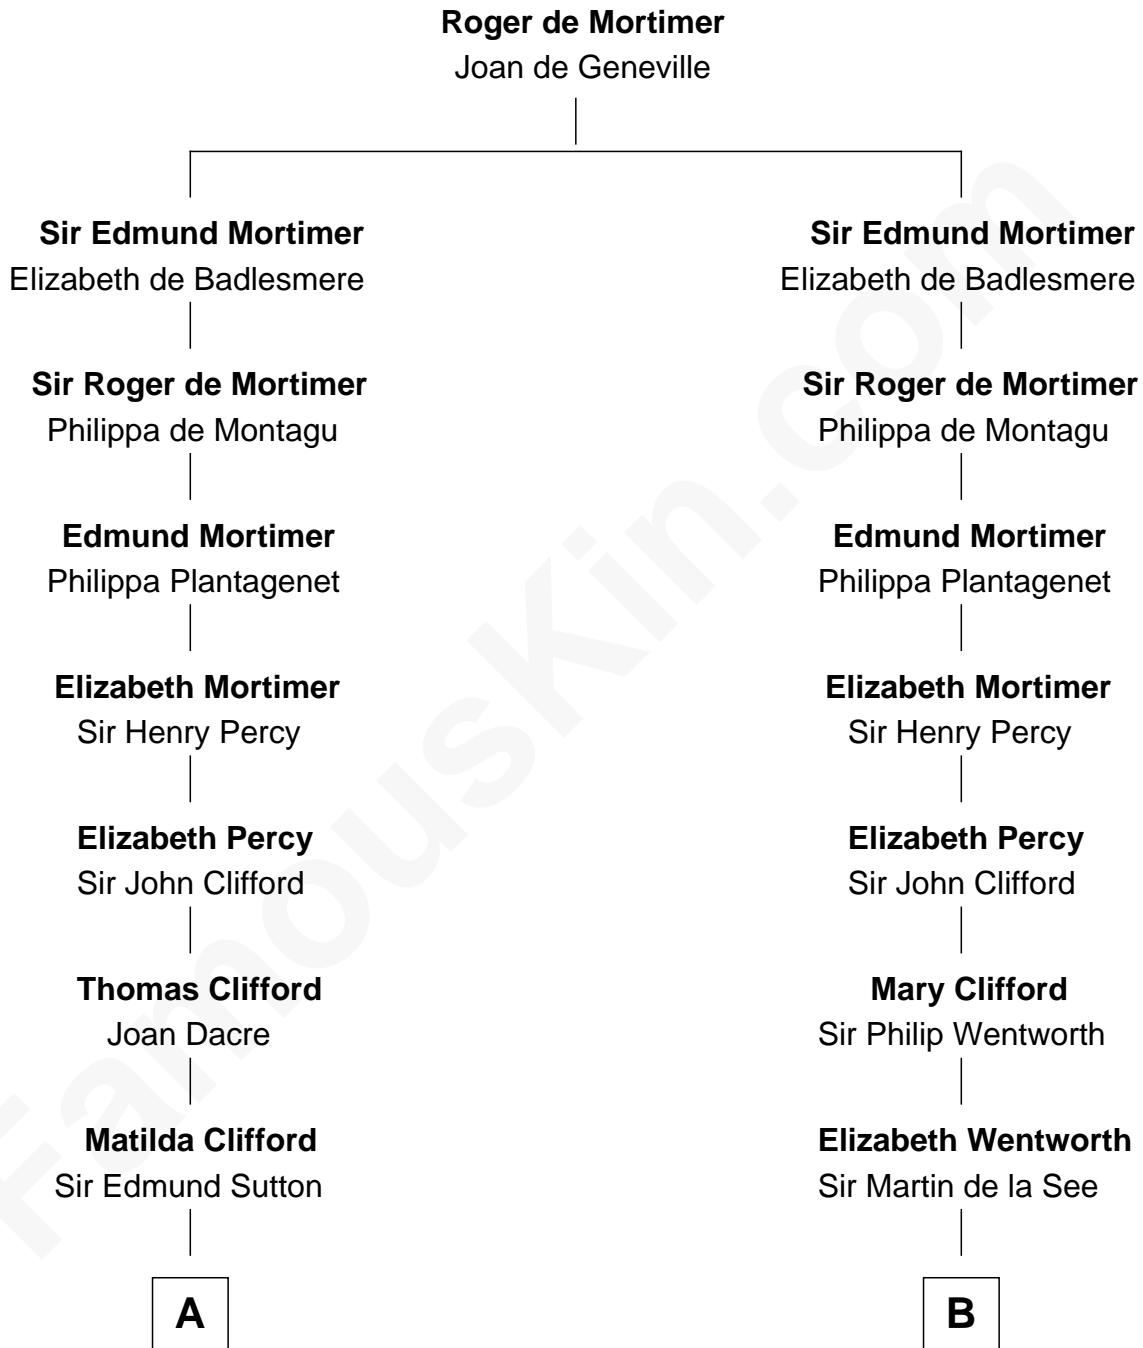 Roger de Mortimer
Joan de Geneville
Sir Edmund Mortimer
Elizabeth de Badlesmere
Sir Edmund Mortimer
Elizabeth de Badlesmere
Sir Roger de Mortimer
Philippa de Montagu
Sir Roger de Mortimer
Philippa de Montagu
Edmund Mortimer
Philippa Plantagenet
Edmund Mortimer
Philippa Plantagenet
Elizabeth Mortimer
Sir Henry Percy
Elizabeth Mortimer
Sir Henry Percy
Elizabeth Percy
Sir John Clifford
Elizabeth Percy
Sir John Clifford
Thomas Clifford
Joan Dacre
Mary Clifford
Sir Philip Wentworth
Matilda Clifford
Sir Edmund Sutton
Elizabeth Wentworth
Sir Martin de la See
A
B
FamousKin.com